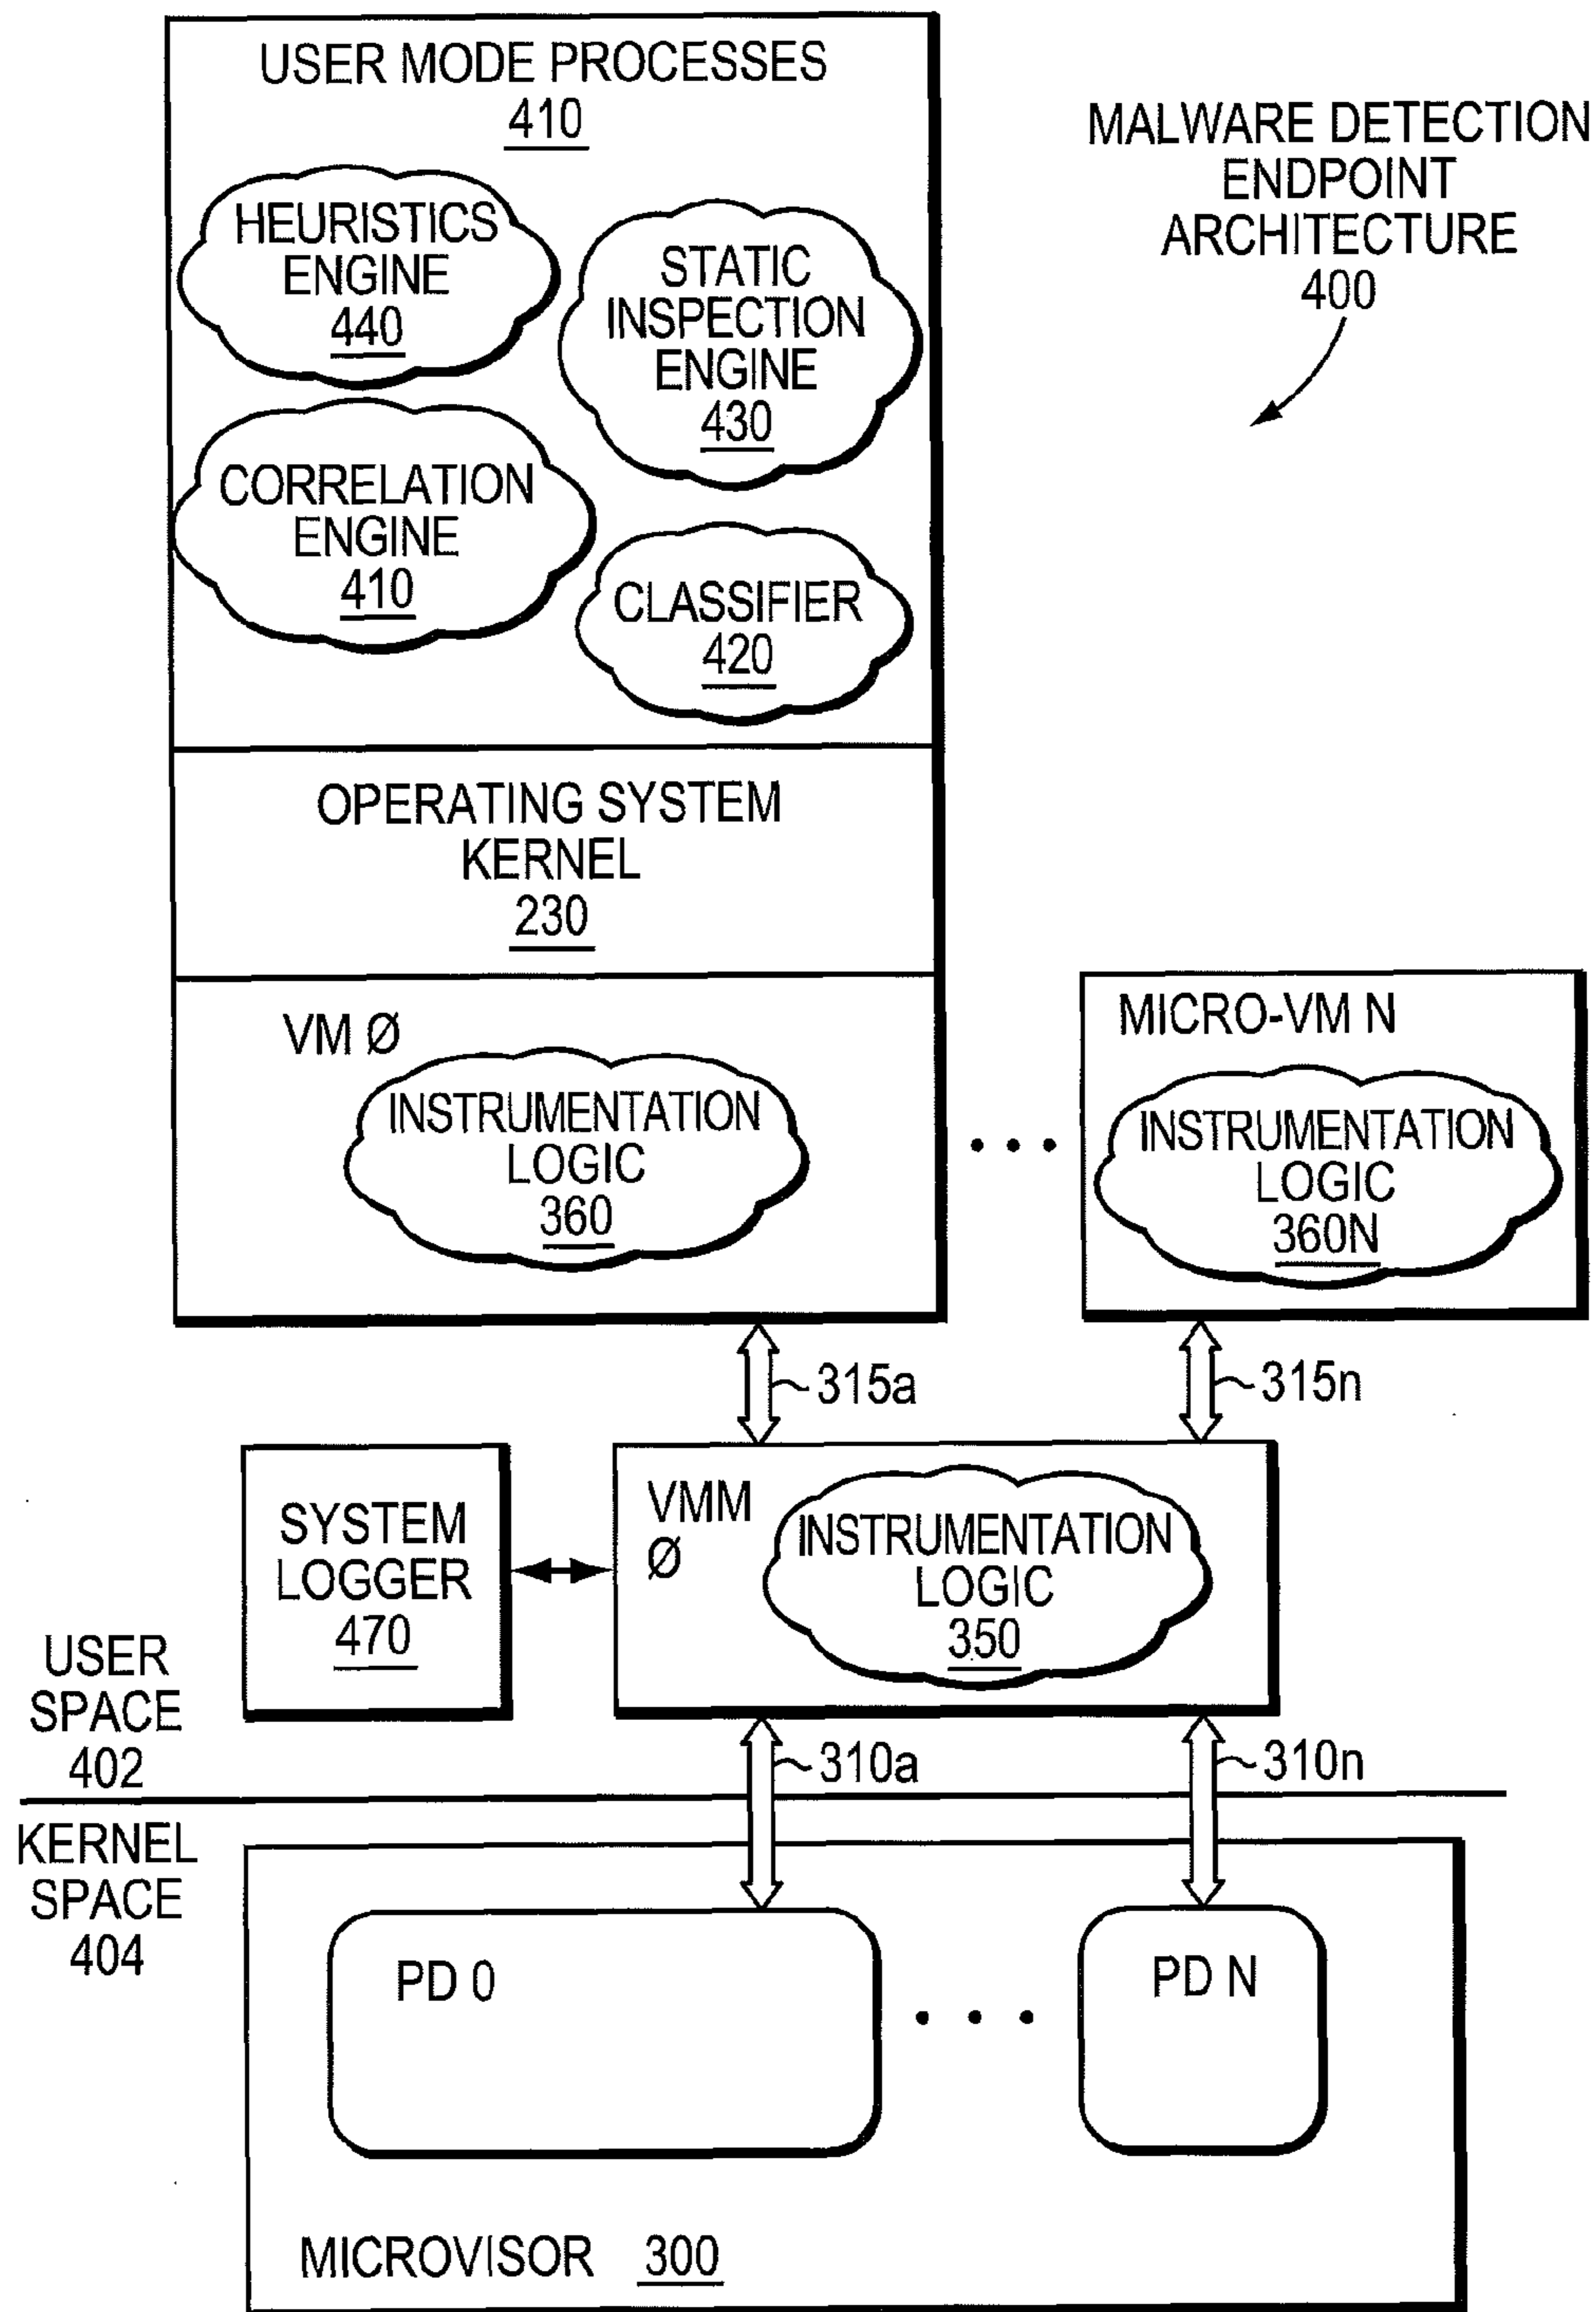 USER MODE PROCESSES
410
MALWARE DETECTION
ENDPOINT
ARCHITECTURE
400
HEURISTICS
ENGINE
440
STATIC
INSPECTION
ENGINE
430
CORRELATION
ENGINE
410
CLASSIFIER
420
OPERATING SYSTEM
KERNEL
230
VM Ø
INSTRUMENTATION
LOGIC
360
MICRO-VM N
INSTRUMENTATION
LOGIC
360N
315a
315n
SYSTEM
LOGGER
470
VMM
Ø
INSTRUMENTATION
LOGIC
350
USER
SPACE
402
310a
310n
KERNEL
SPACE
404
PD 0
PD N
MICROVISOR 300